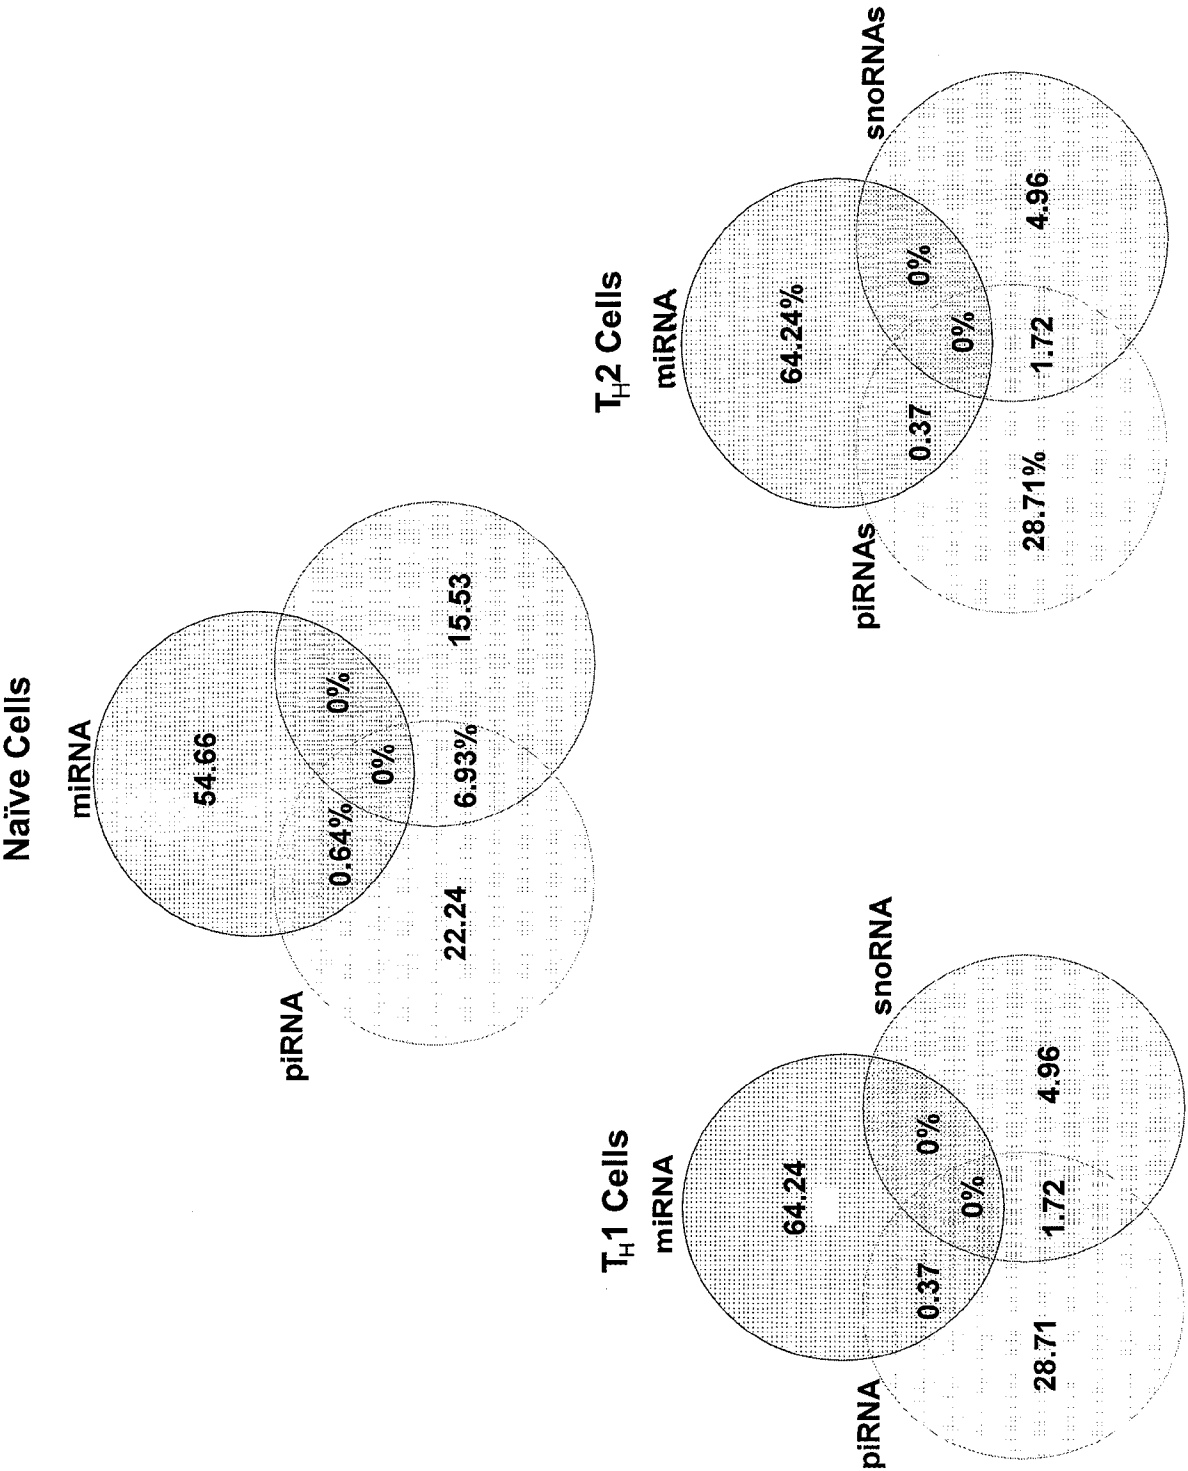 Naïve Cells
miRNA
54.66
0.64%
0%
0%
piRNA
22.24
6.93%
15.53
TH1 Cells
miRNA
64.24
piRNA
snoRNA
0.37
0%
0%
28.71
1.72
4.96
TH2 Cells
miRNA
64.24%
piRNAs
snoRNAs
0.37
0%
0%
28.71%
1.72
4.96